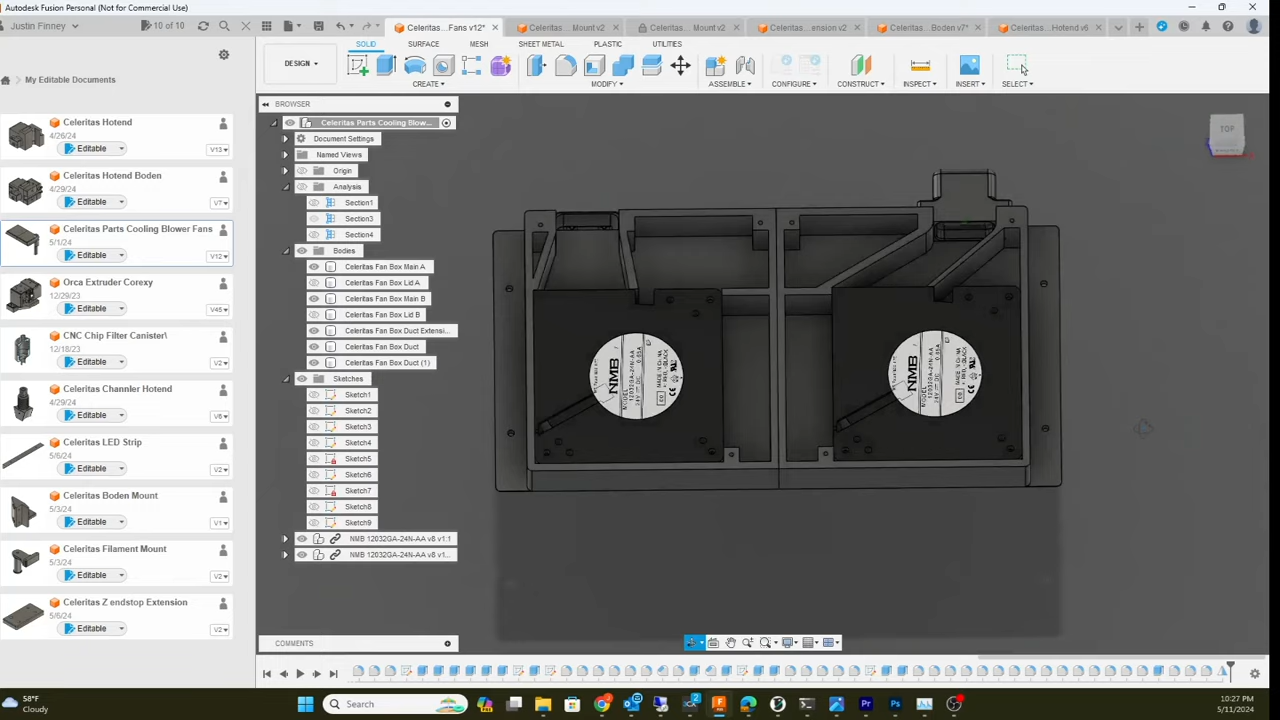 Autodesk Fusion Personal (Not for Commercial Use)
Justin Finney
10 of 10
Celeritas...Fans v12*
Celeritas ... Mount v2
Celeritas ... Mount v2
Celeritas ...ension v2
Celeritas...Boden v7*
Celeritas...Hotend v6
SOLID
SURFACE
MESH
SHEET METAL
PLASTIC
UTILITIES
DESIGN
CREATE
MODIFY
ASSEMBLE
CONFIGURE
CONSTRUCT
INSPECT
INSERT
SELECT
My Editable Documents
Celeritas Hotend
4/26/24
Editable
V13
Celeritas Hotend Boden
4/29/24
Editable
V7
Celeritas Parts Cooling Blower Fans
5/1/24
Editable
V12
Orca Extruder Corexy
12/29/23
Editable
V45
CNC Chip Filter Canister\
12/18/23
Editable
V2
Celeritas Channler Hotend
4/29/24
Editable
V6
Celeritas LED Strip
5/6/24
Editable
V2
Celeritas Boden Mount
5/3/24
Editable
V1
Celeritas Filament Mount
5/3/24
Editable
Celeritas Z endstop Extension
5/6/24
Editable
V2
BROWSER
Celeritas Parts Cooling Blow...
Document Settings
Named Views
Origin
Analysis
Section1
Section3
Section4
Bodies
Celeritas Fan Box Main A
Celeritas Fan Box Lid A
Celeritas Fan Box Main B
Celeritas Fan Box Lid B
Celeritas Fan Box Duct Extensi...
Celeritas Fan Box Duct
Celeritas Fan Box Duct (1)
Sketches
Sketch1
Sketch2
Sketch3
Sketch4
Sketch5
Sketch6
Sketch7
Sketch8
Sketch9
NMB 12032GA-24N-AA v8 v1.1
NMB 12032GA-24N-AA v8 v1...
COMMENTS
TOP
NMB
NMB
58°F
Cloudy
Search
10:27 PM
5/11/2024